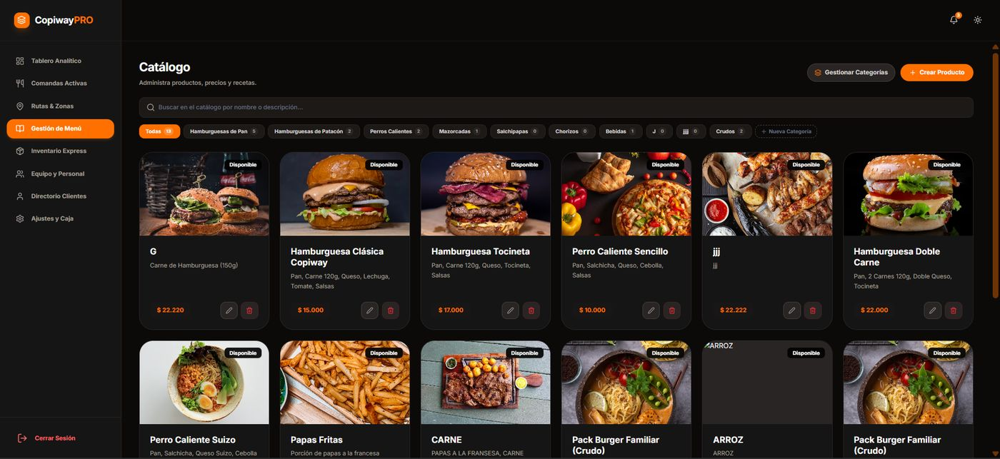 CopiwayPRO
3
Tablero Analítico
Comandas Activas
Rutas & Zonas
Gestión de Menú
Inventario Express
Equipo y Personal
Directorio Clientes
Ajustes y Caja
Cerrar Sesión
Catálogo
Administra productos, precios y recetas.
Gestionar Categorías
+ Crear Producto
Buscar en el catálogo por nombre o descripción...
Todas 13 Hamburguesas de Pan 5 Hamburguesas de Patacón 2 Perros Calientes 2 Mazorcadas 1 Salchipapas 0 Chorizos 0 Bebidas 1 J 0 jjjj 0 Crudos 2 + Nueva Categoría
Disponible
G
Carne de Hamburguesa (150g)
$ 22.220
Disponible
Hamburguesa Clásica
Copiway
Pan, Carne 120g, Queso, Lechuga,
Tomate, Salsas
$ 15.000
Disponible
Hamburguesa Tocineta
Pan, Carne 120g, Queso, Tocineta,
Salsas
$ 17.000
Disponible
Perro Caliente Sencillo
Pan, Salchicha, Queso, Cebolla,
Salsas
$ 10.000
Disponible
jjj
jjj
$ 22.222
Disponible
Hamburguesa Doble
Carne
Pan, 2 Carnes 120g, Doble Queso,
Tocineta
$ 22.000
Disponible
Perro Caliente Suizo
Pan, Salchicha, Queso Suizo, Cebolla
Disponible
Papas Fritas
Porción de papas a la francesa
Disponible
CARNE
PAPAS A LA FRANSESA, CARNE
Disponible
Pack Burger Familiar
(Crudo)
ARROZ
Disponible
ARROZ
ARROZ
Disponible
Pack Burger Familiar
(Crudo)